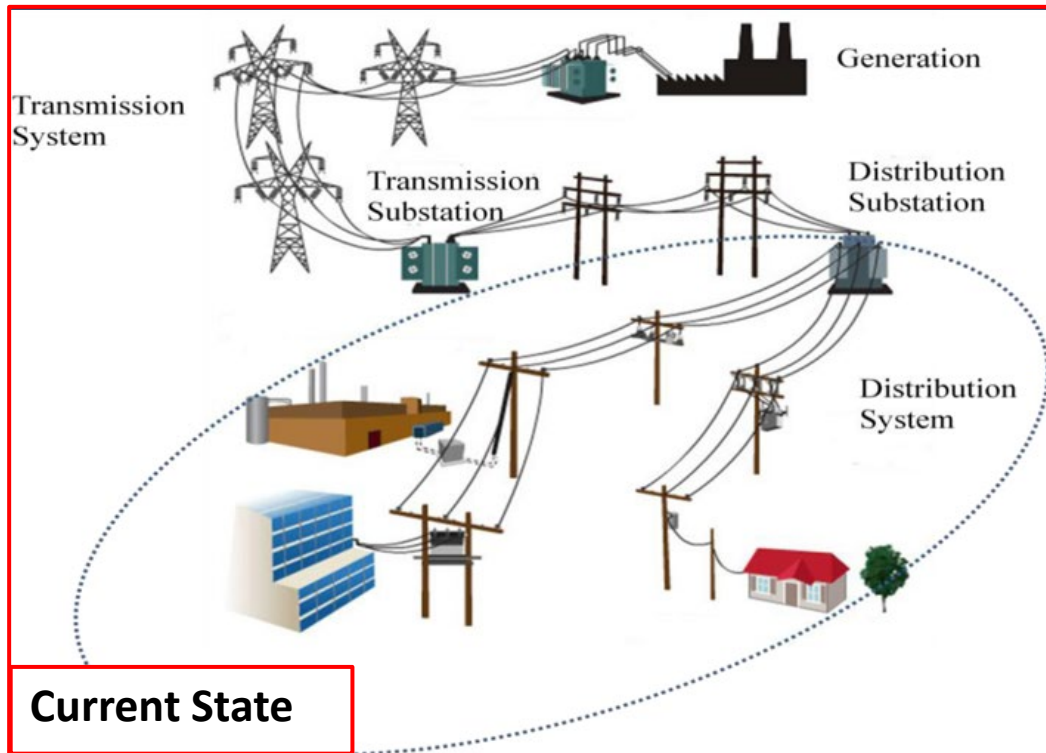 Generation
Transmission
System
Transmission
Substation
Distribution
Substation
Distribution
System
Current State